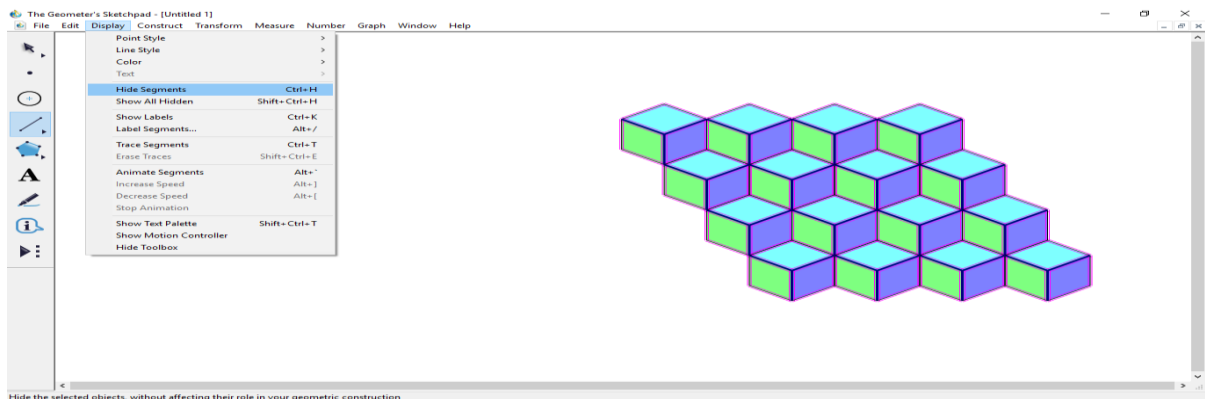 The Geometer's Sketchpad - [Untitled 1]
File Edit Display Construct Transform Measure Number Graph Window Help
Point Style >
Line Style >
Color >
Text >
Hide Segments Ctrl+H
Show All Hidden Shift+Ctrl+H
Show Labels Ctrl+K
Label Segments... Alt+/
Trace Segments Ctrl+T
Erase Traces Shift+Ctrl+E
Animate Segments Alt+`
Increase Speed Alt+]
Decrease Speed Alt+[
Stop Animation
Show Text Palette Shift+Ctrl+T
Show Motion Controller
Hide Toolbox
A
Hide the selected objects, without affecting their role in your geometric construction